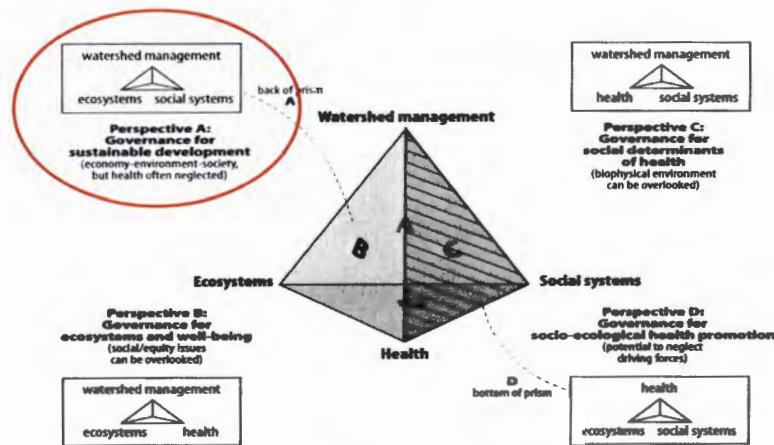 watershed management
ecosystems social systems
back of prism
A
Perspective A:
Governance for
sustainable development
(economy-environment-society,
but health often neglected)
watershed management
health social systems
Perspective C:
Governance for
social determinants
of health
(biophysical environment
can be overlooked)
Watershed management
A
B
C
Ecosystems
Social systems
Health
Perspective B:
Governance for
ecosystems and well-being
(social/equity issues
can be overlooked)
watershed management
ecosystems health
Perspective D:
Governance for
socio-ecological health promotion
(potential to neglect
driving forces)
D
bottom of prism
health
ecosystems social systems